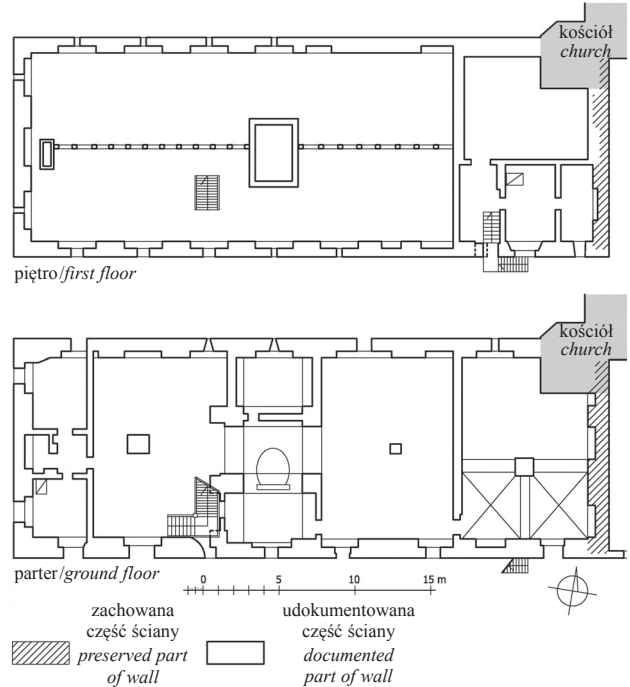 kościół
church
piętro/first floor
kościół
church
parter/ground floor
0 5 10 15 m
zachowana
część ściany
preserved part
of wall
udokumentowana
część ściany
documented
part of wall